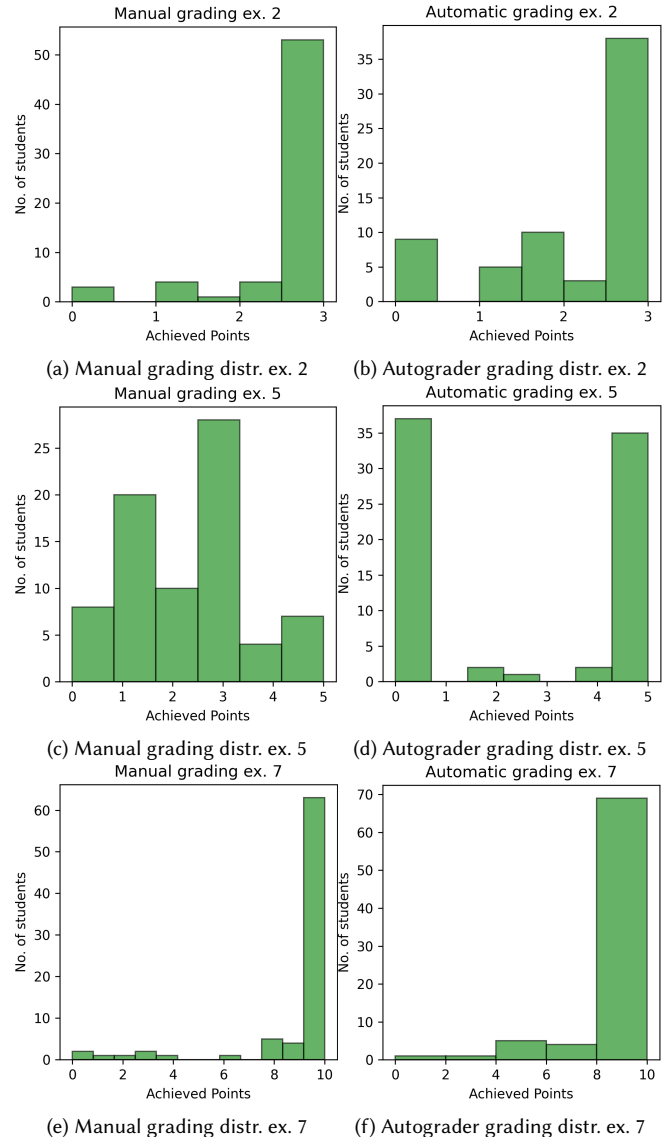 Manual grading ex. 2
No. of students
50
40
30
20
10
0
0 1 2 3
Achieved Points
(a) Manual grading distr. ex. 2
Automatic grading ex. 2
No. of students
35
30
25
20
15
10
5
0
0 1 2 3
Achieved Points
(b) Autograder grading distr. ex. 2
Manual grading ex. 5
No. of students
25
20
15
10
5
0
0 1 2 3 4 5
Achieved Points
(c) Manual grading distr. ex. 5
Automatic grading ex. 5
No. of students
35
30
25
20
15
10
5
0
0 1 2 3 4 5
Achieved Points
(d) Autograder grading distr. ex. 5
Manual grading ex. 7
No. of students
60
50
40
30
20
10
0
0 2 4 6 8 10
Achieved Points
(e) Manual grading distr. ex. 7
Automatic grading ex. 7
No. of students
70
60
50
40
30
20
10
0
0 2 4 6 8 10
Achieved Points
(f) Autograder grading distr. ex. 7